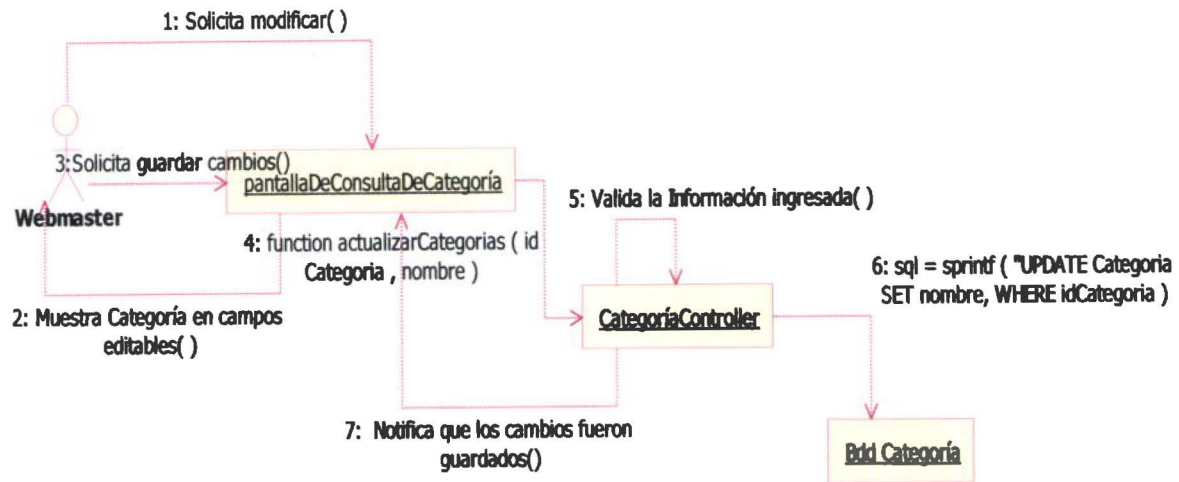 1: Solicita modificar( )
3:Solicita guardar cambios()
pantallaDeConsultaDeCategoría
Webmaster
5: Valida la Información ingresada( )
4: function actualizarCategorias ( id
Categoria , nombre )
6: sql = sprintf ( "UPDATE Categoria
SET nombre, WHERE idCategoria )
2: Muestra Categoría en campos
editables( )
CategoríaController
7: Notifica que los cambios fueron
guardados()
Bdd Categoría